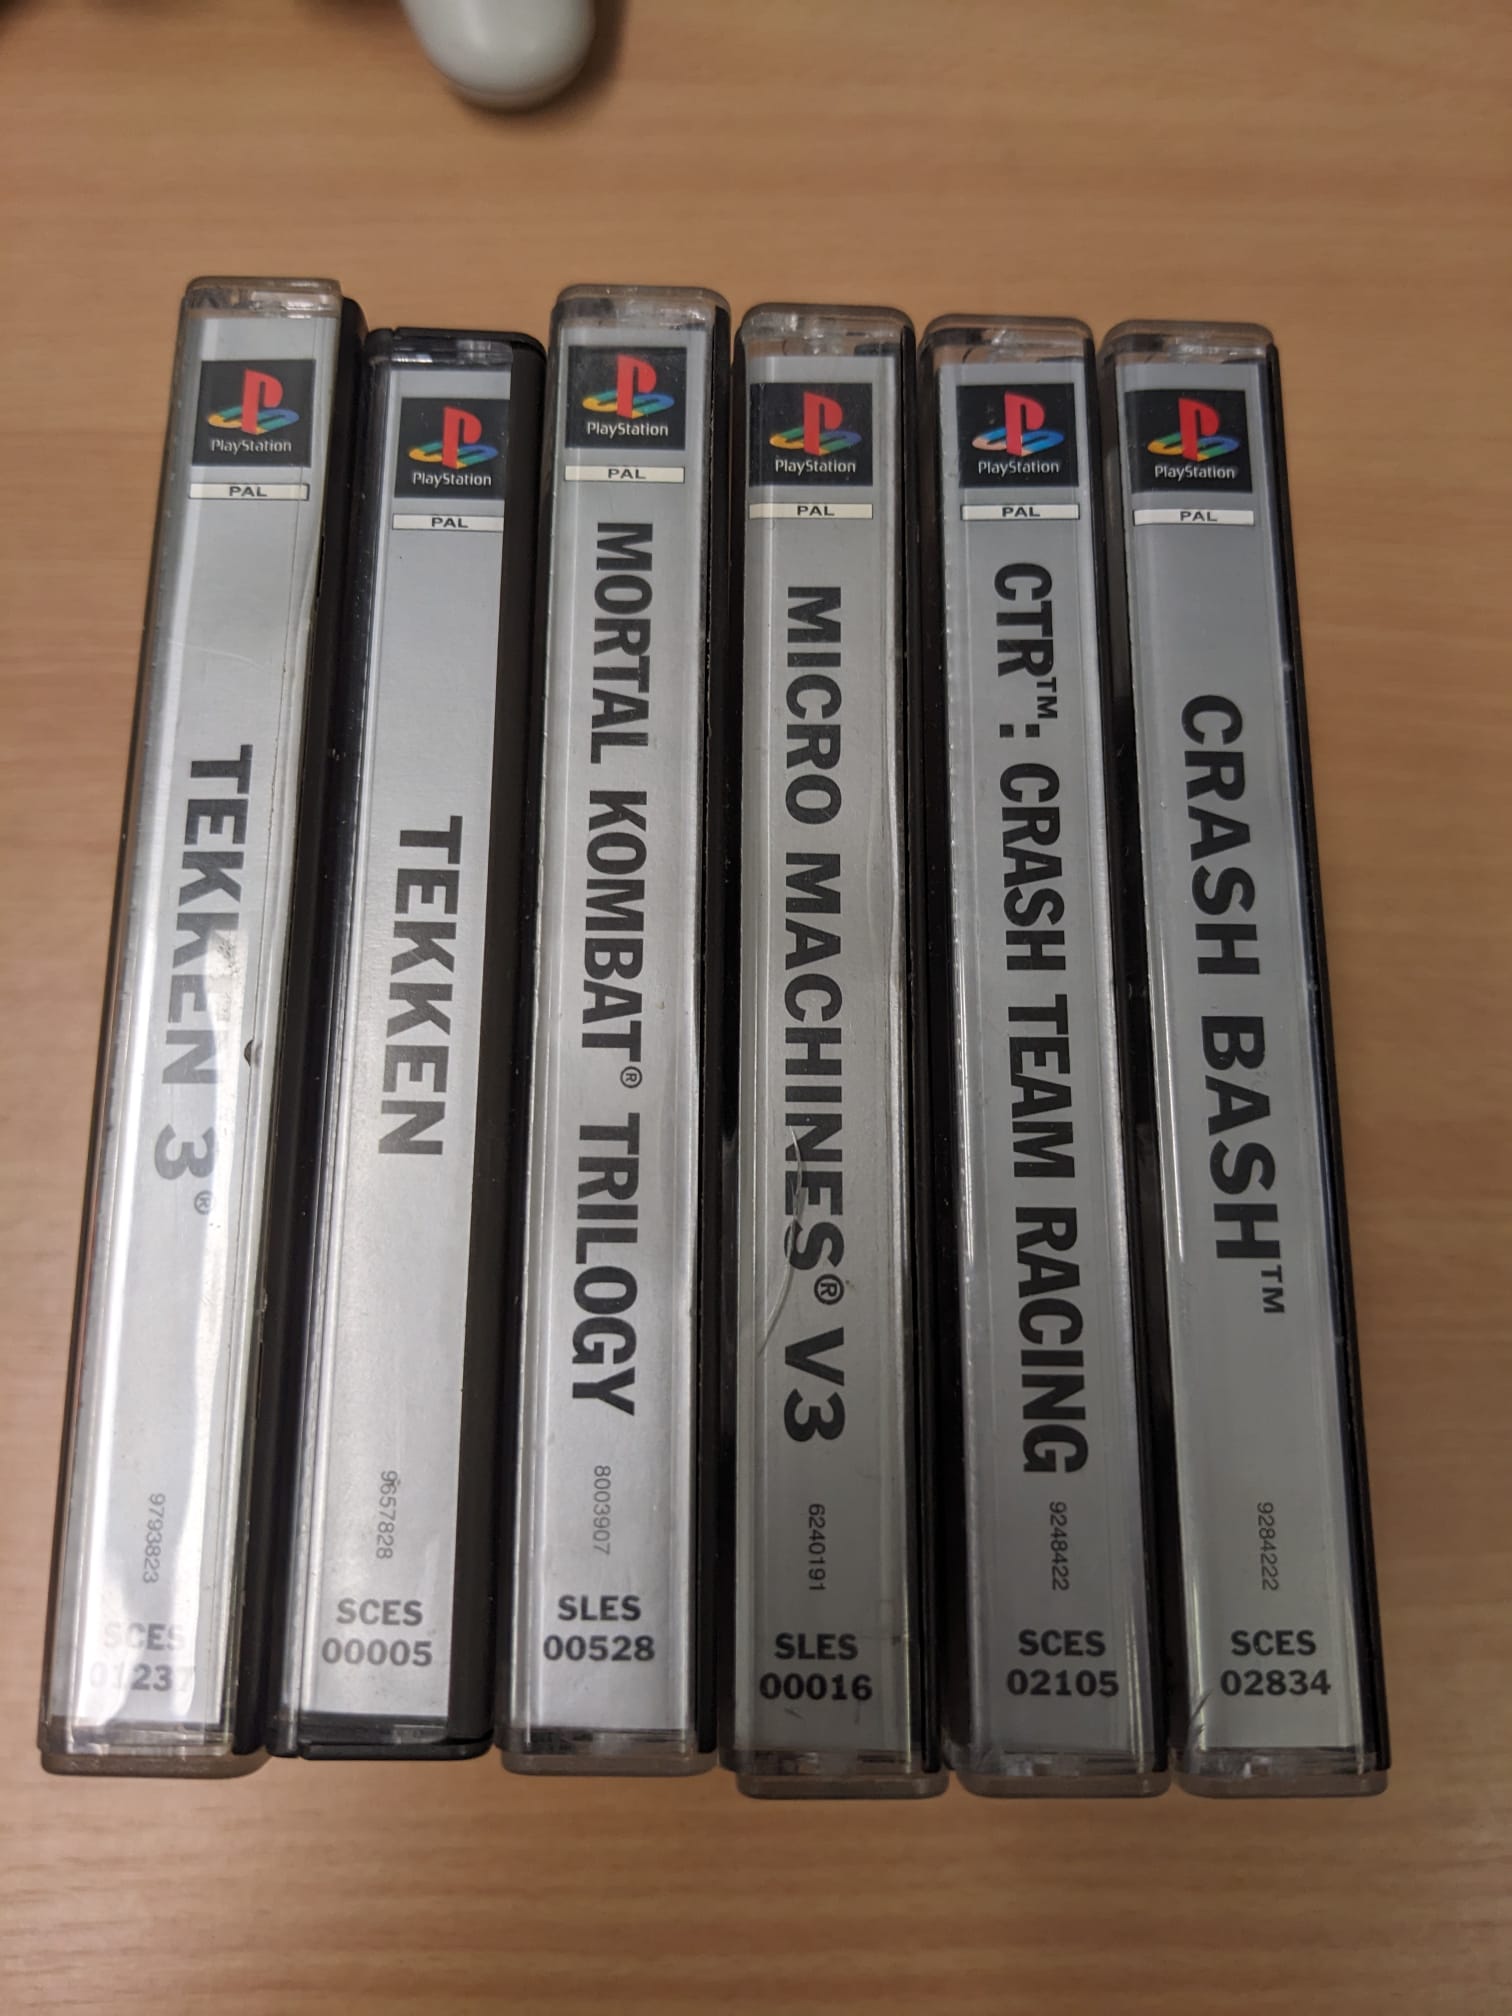 PlayStation
PAL
TEKKEN 3®
9793823
SCES
01237
PlayStation
PAL
TEKKEN
9657828
SCES
00005
PlayStation
PAL
MORTAL KOMBAT® TRILOGY
8003907
SLES
00528
PlayStation
PAL
MICRO MACHINES® V3
6240191
SLES
00016
PlayStation
PAL
CTR™: CRASH TEAM RACING
9248422
SCES
02105
PlayStation
PAL
CRASH BASH™
9284222
SCES
02834